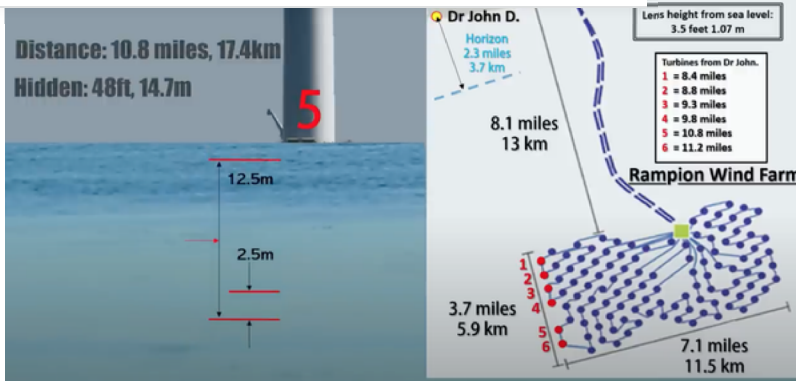 Distance: 10.8 miles, 17.4km
Hidden: 48ft, 14.7m
5
12.5m
2.5m
Dr John D.
Horizon
2.3 miles
3.7 km
8.1 miles
13 km
Lens height from sea level:
3.5 feet 1.07 m
Turbines from Dr John.
1 = 8.4 miles
2 = 8.8 miles
3 = 9.3 miles
4 = 9.8 miles
5 = 10.8 miles
6 = 11.2 miles
Rampion Wind Farm
1
2
3
4
5
6
3.7 miles
5.9 km
7.1 miles
11.5 km